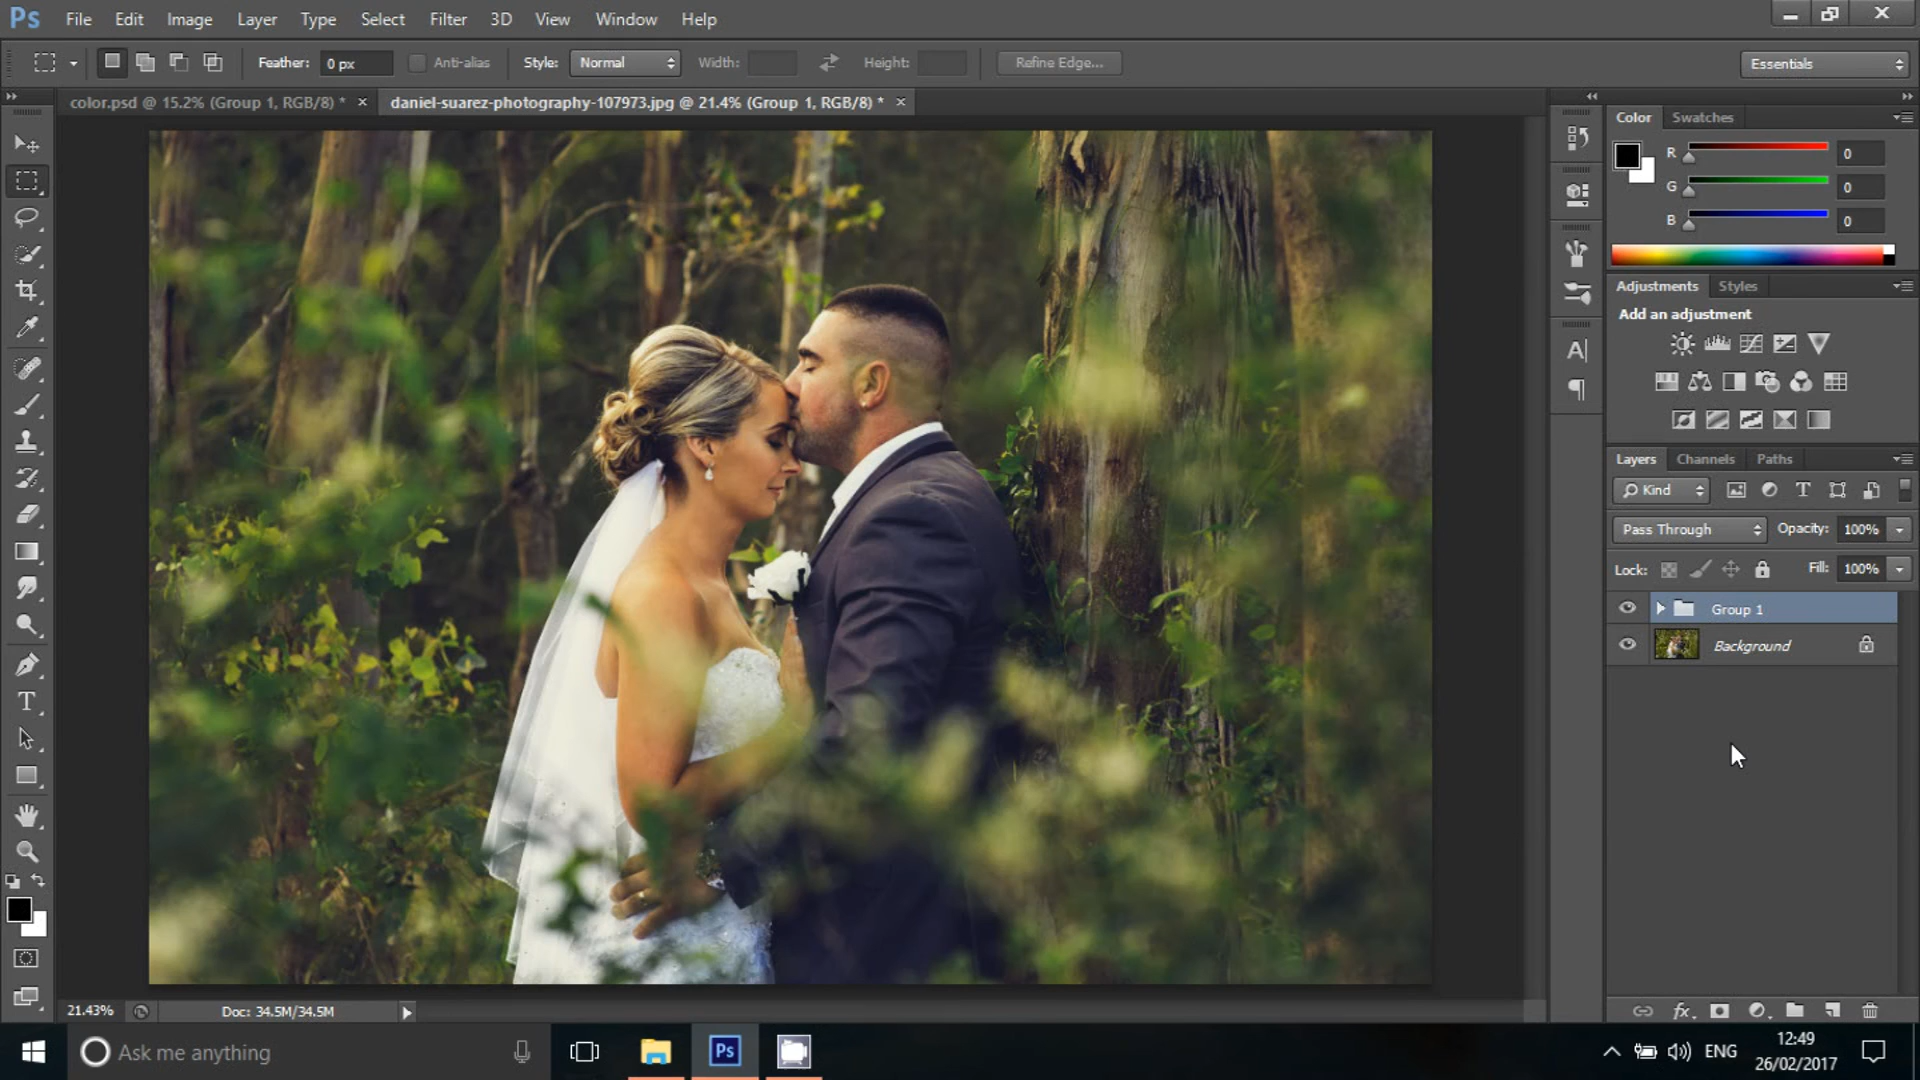 Ps File Edit Image Layer Type Select Filter 3D View Window Help
Feather: 0 px Anti-alias Style: Normal Width: Height: Refine Edge... Essentials
color.psd @ 15.2% (Group 1, RGB/8) * × daniel-suarez-photography-107973.jpg @ 21.4% (Group 1, RGB/8) * ×
Color Swatches
R 0
G 0
B 0
Adjustments Styles
Add an adjustment
Layers Channels Paths
Kind
Pass Through Opacity: 100%
Lock: Fill: 100%
Group 1
Background
21.43% Doc: 34.5M/34.5M
Ask me anything
Ps
ENG
12:49
26/02/2017